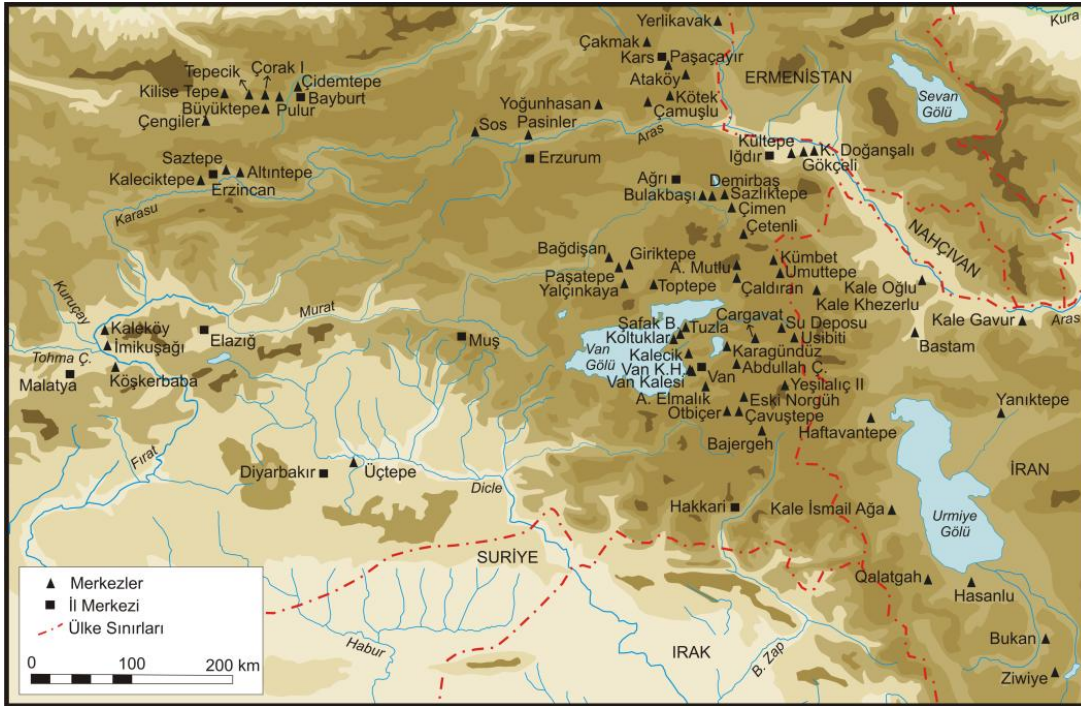 Yerlikavak
Kura
Çakmak
Kars
Paşaçayır
Ataköy
ERMENİSTAN
Sevan
Gölü
Tepecik
Çorak I
Çidemtepe
Kilise Tepe
Bayburt
Büyüktepe
Pulur
Çengiler
Yoğunhasan
Kötek
Çamuşlu
Sos
Pasinler
Aras
Erzurum
Kültepe
Iğdır
K. Doğanşalı
Gökçeli
Saztepe
Altıntepe
Kaleciktepe
Erzincan
Karasu
Ağrı
Demirbaş
Bulakbaşı
Sazlıktepe
Çimen
Çetenli
NAHÇIVAN
Bağdişan
Giriktepe
Paşatepe
A. Mutlu
Kümbet
Umuttepe
Yalçınkaya
Toptepe
Çaldıran
Kale Oğlu
Kale Khezerlu
Kale Gavur
Aras
Kuruçay
Murat
Kaleköy
İmikuşağı
Elazığ
Tohma Ç.
Malatya
Köşkerbaba
Muş
Van
Gölü
Şafak B.
Tuzla
Çargavat
Su Deposu
Költuklar
Usibiti
Bastam
Kalecik
Karagündüz
Van K.H.
Van
Abdullah Ç.
Van Kalesi
Yeşilalıç II
A. Elmalık
Eski Norgüh
Otbiçer
Çavuştepe
Haftavantepe
Yanıktepe
Bajergeh
Fırat
Diyarbakır
Üçtepe
Dicle
İRAN
Hakkari
Kale İsmail Ağa
Urmiye
Gölü
SURİYE
Qalatgah
Hasanlu
Merkezler
İl Merkezi
Ülke Sınırları
0 100 200 km
Habur
IRAK
B. Zap
Bukan
Ziwiye